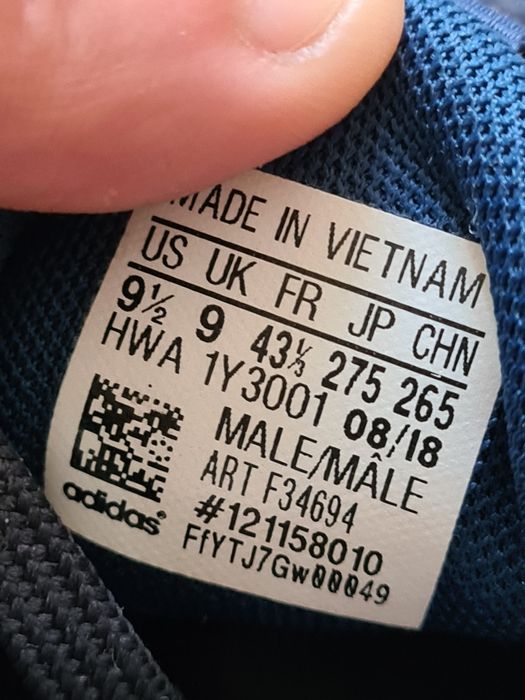 MADE IN VIETNAM
US UK FR JP CHN
9½ 9 43⅓ 275 265
HWA 1Y3001 08/18
MALE/MÂLE
ART F34694
#121158010
FfYTJ7Gw00049
adidas®